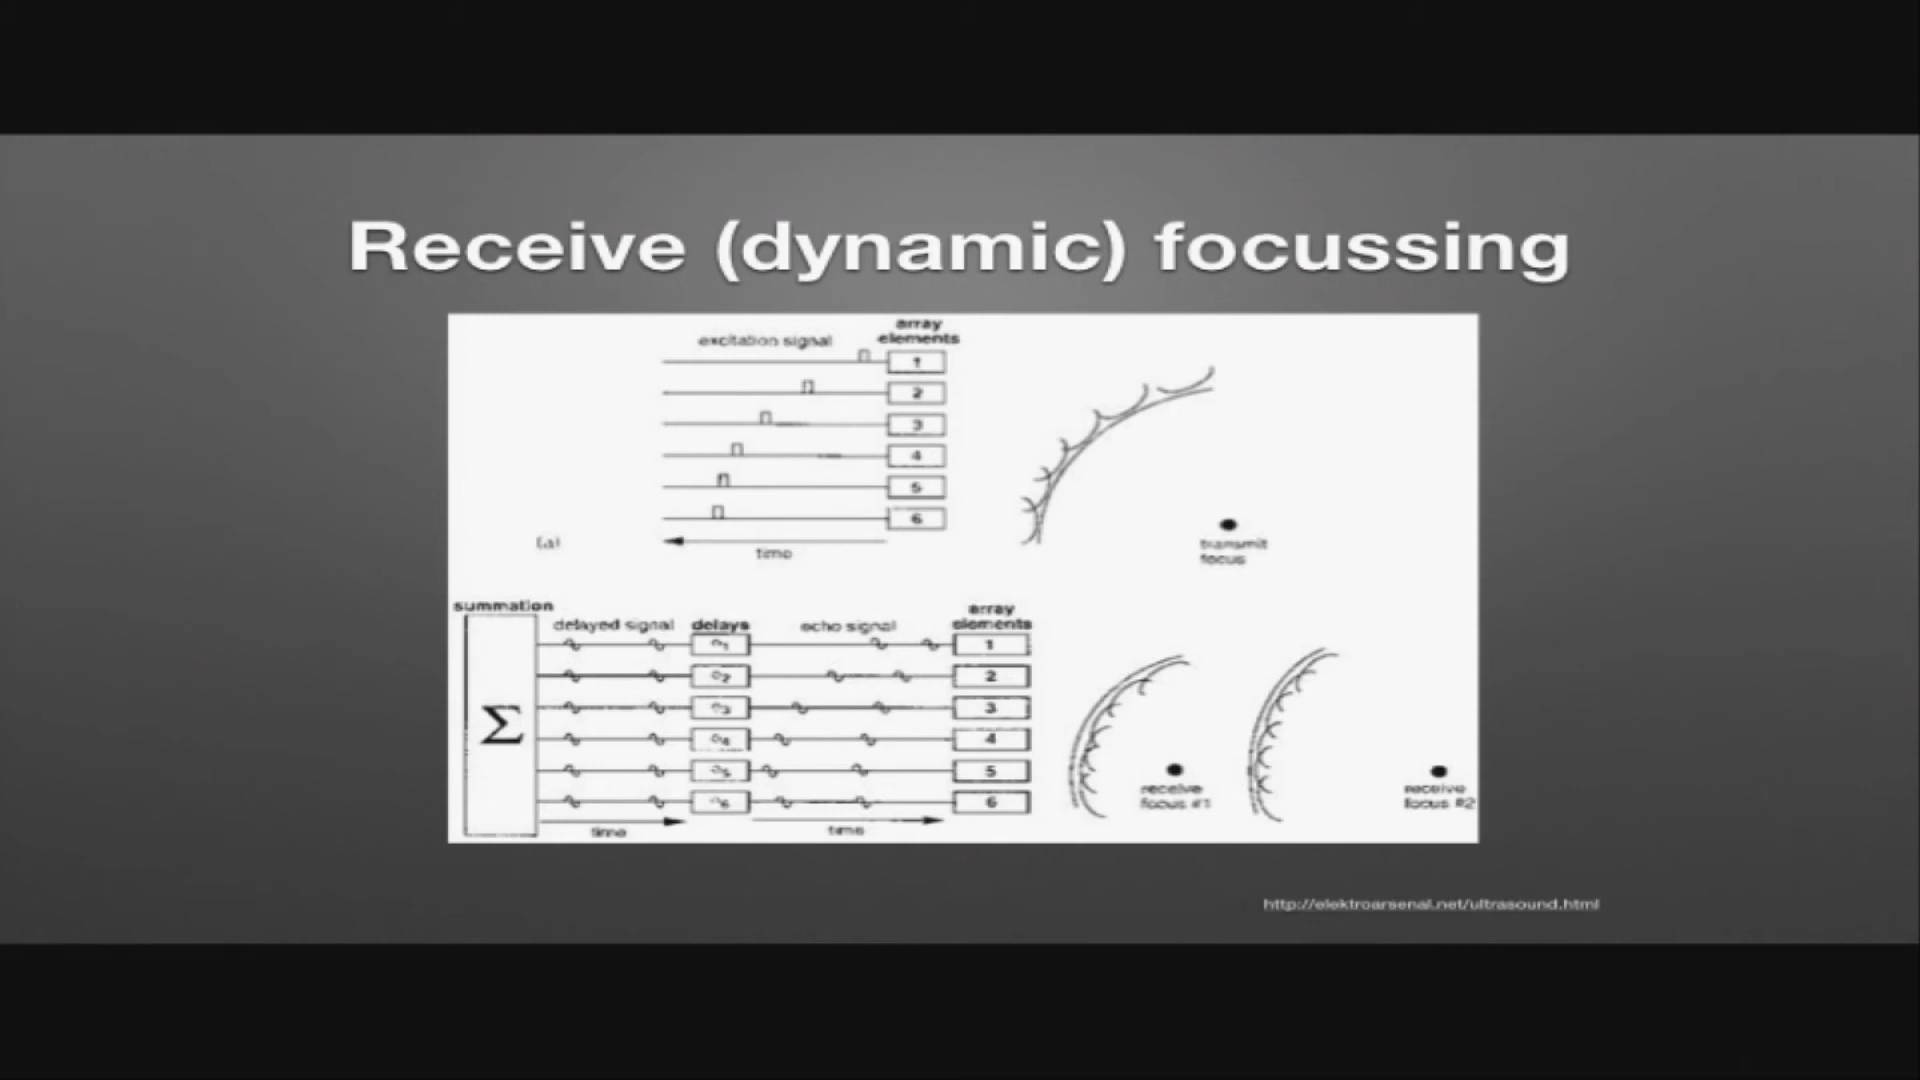 Receive (dynamic) focussing
array
excitation signal elements
1
2
3
4
5
6
(a)
time
transmit
focus
summation
array
delayed signal delays echo signal elements
1
2
3
4
5
6
Σ
time
time
receive
focus #1
receive
focus #2
http://elektroarsenal.net/ultrasound.html